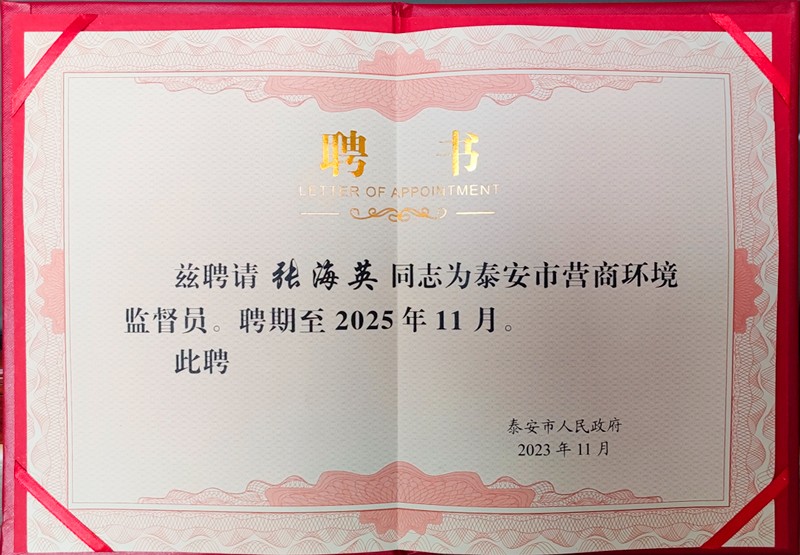 聘 书
LETTER OF APPOINTMENT
兹聘请 张海英 同志为泰安市营商环境
监督员。聘期至 2025 年 11 月。
此聘
泰安市人民政府
2023 年 11 月